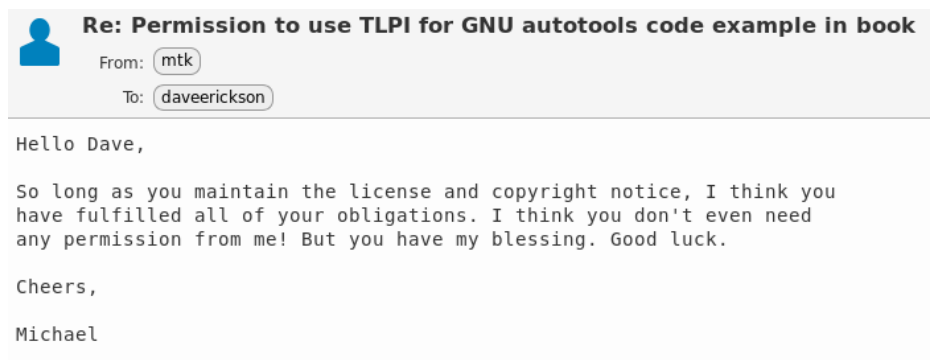 Re: Permission to use TLPI for GNU autotools code example in book
From: mtk
To: daveerickson
Hello Dave,
So long as you maintain the license and copyright notice, I think you
have fulfilled all of your obligations. I think you don't even need
any permission from me! But you have my blessing. Good luck.
Cheers,
Michael